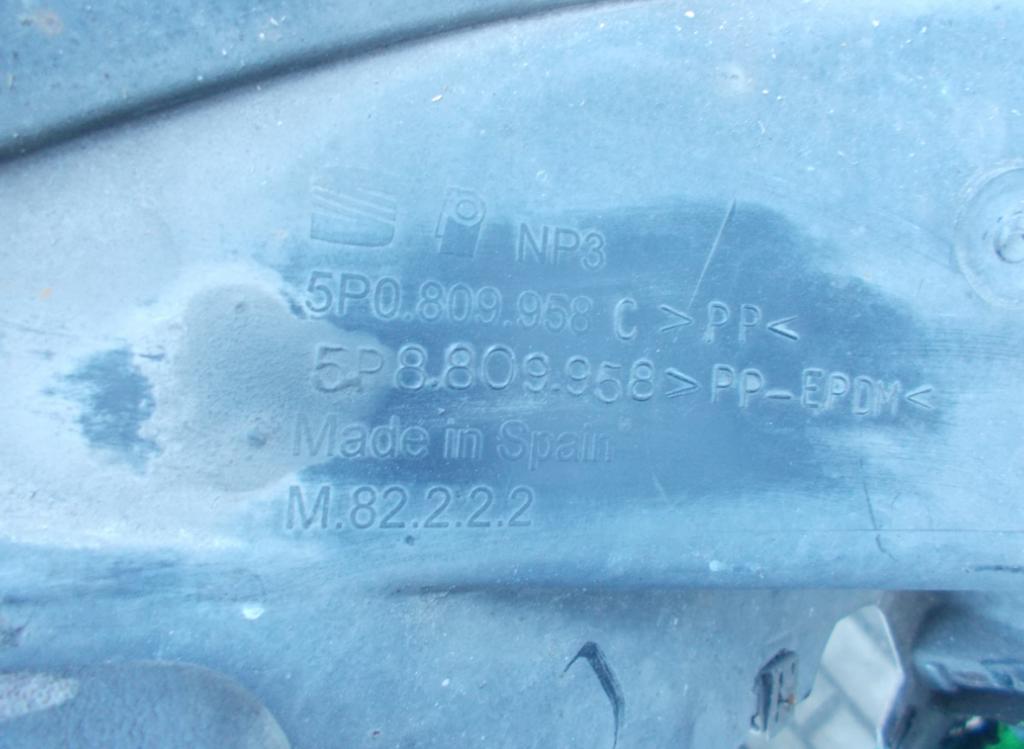 NP3
5P0.809.958 C >PP<
5P8.809.958 >PP-EPDM<
Made in Spain
M.82.2.2.2